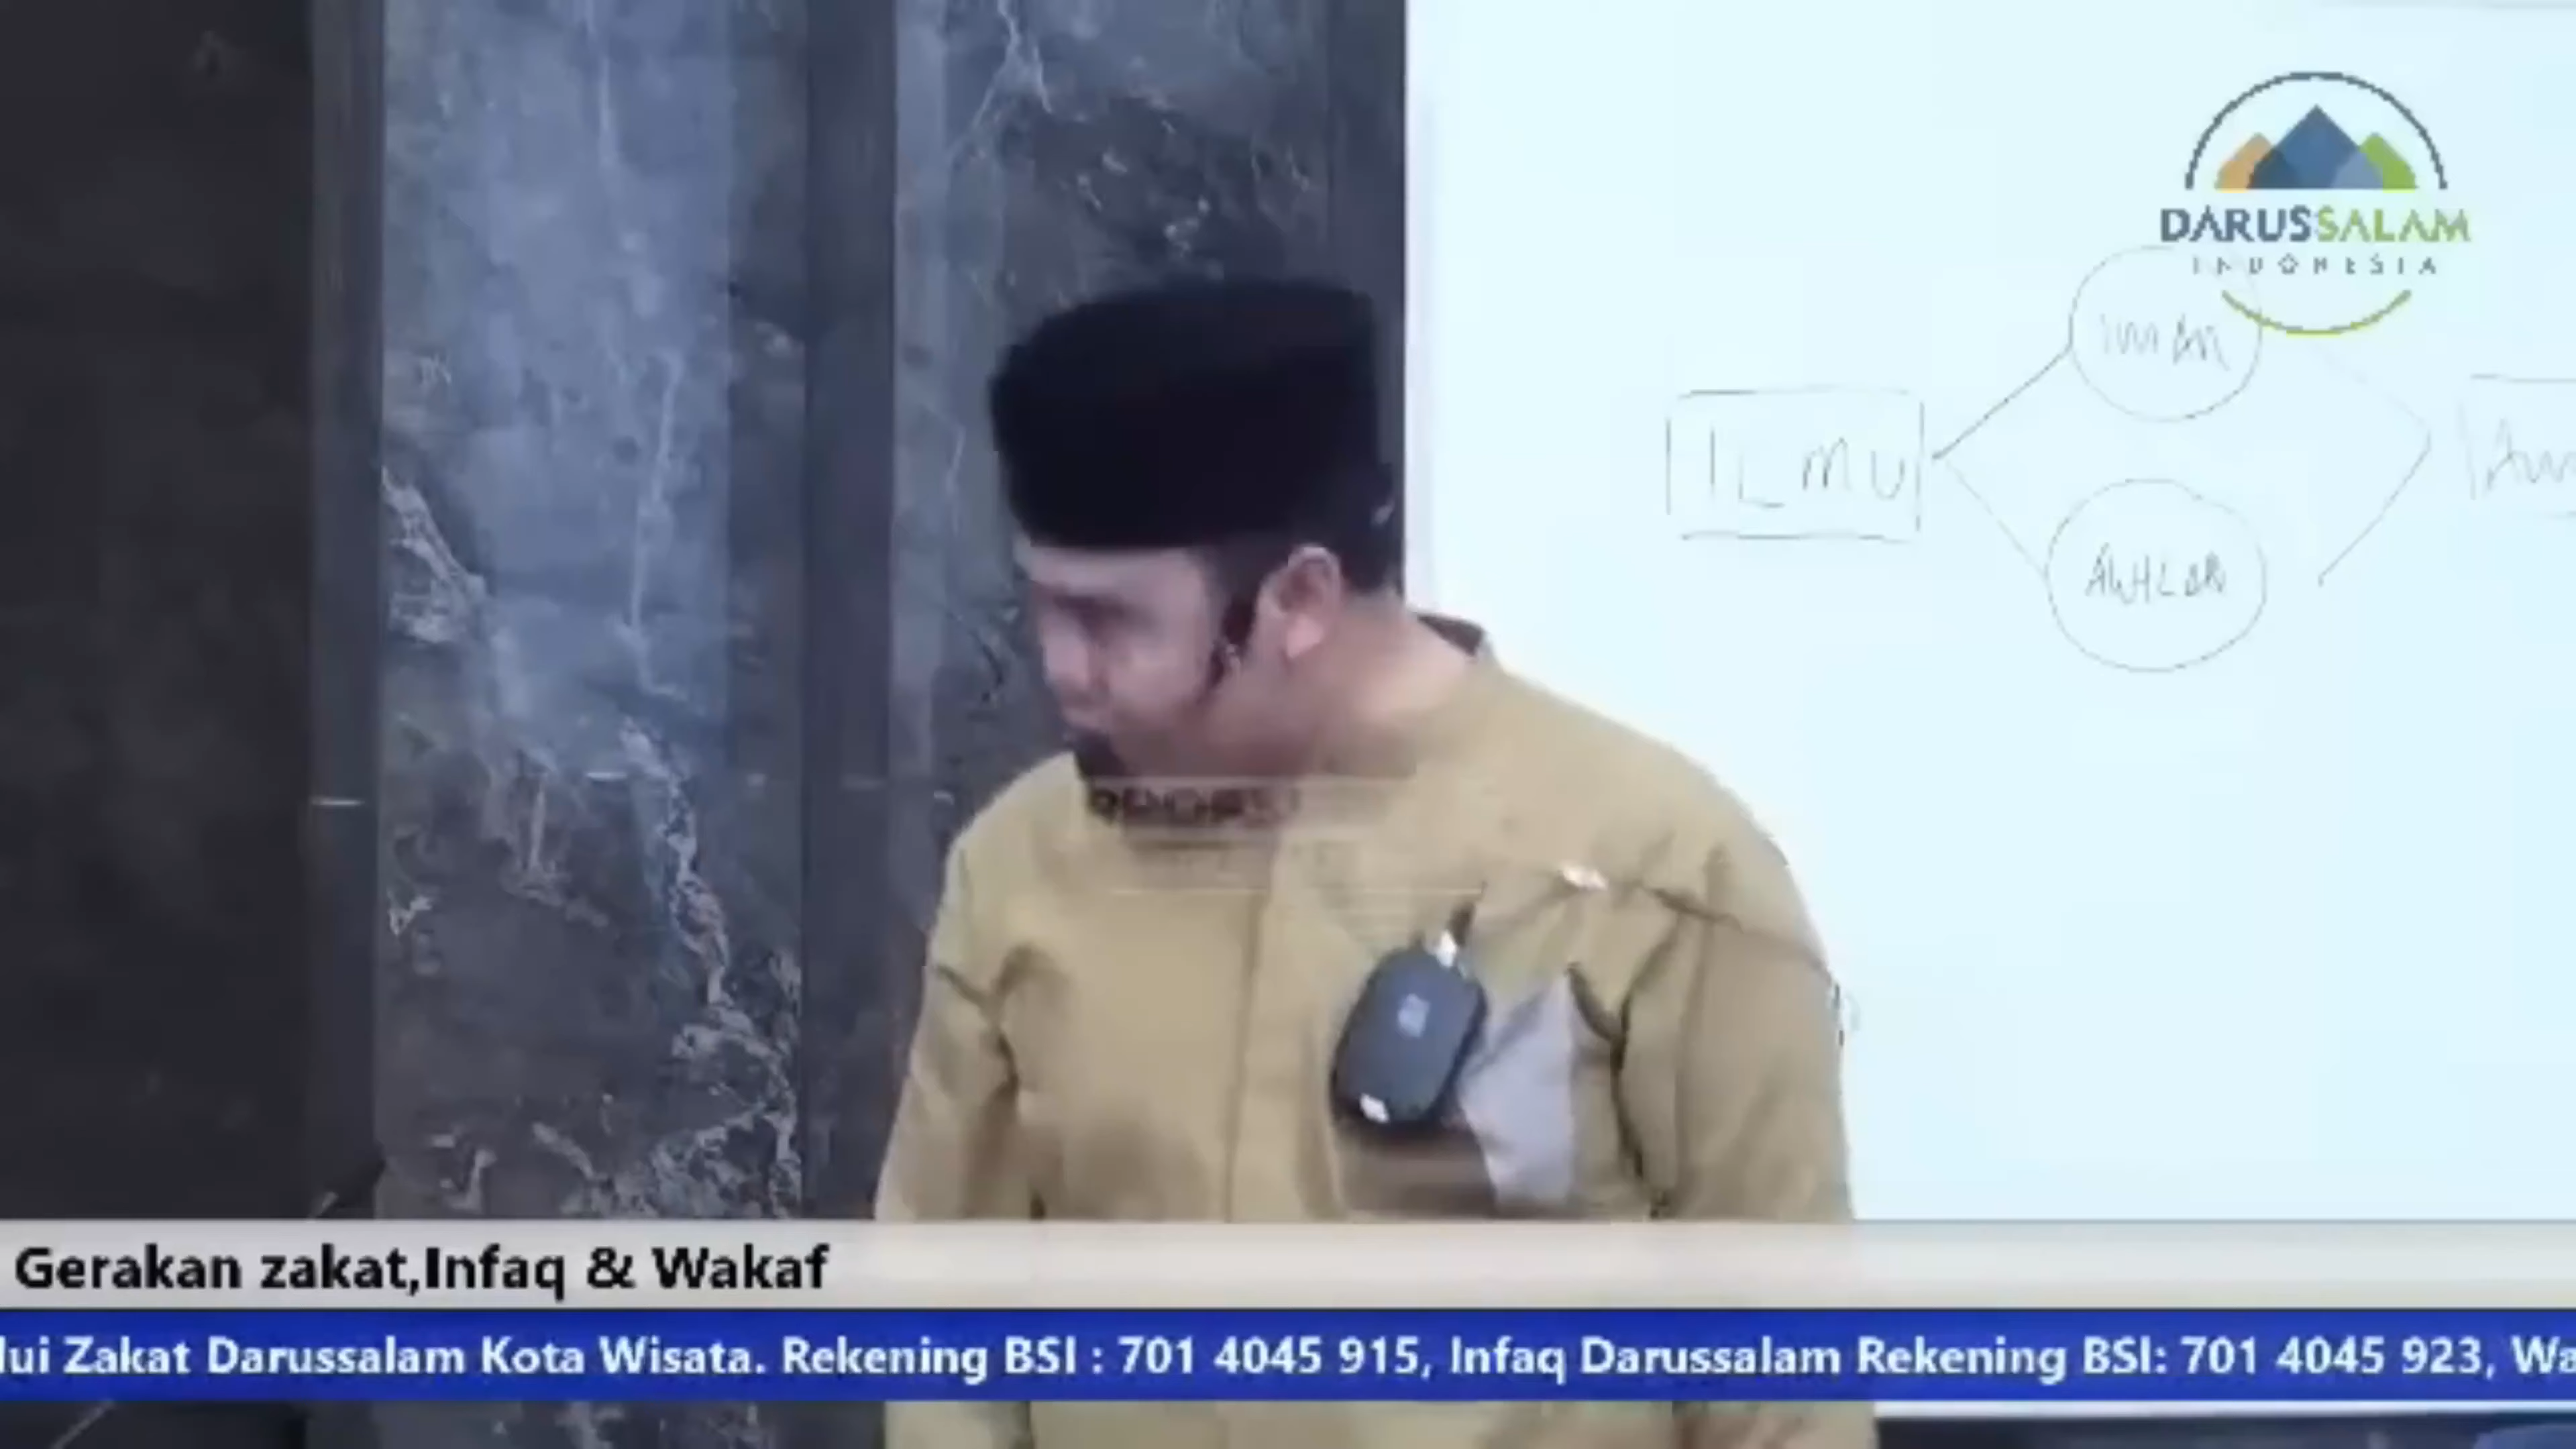 DARUSSALAM
INDONESIA
IMAN
ILMU
AKHLAK
Gerakan zakat,Infaq & Wakaf
lui Zakat Darussalam Kota Wisata. Rekening BSI : 701 4045 915, Infaq Darussalam Rekening BSI: 701 4045 923, Wa